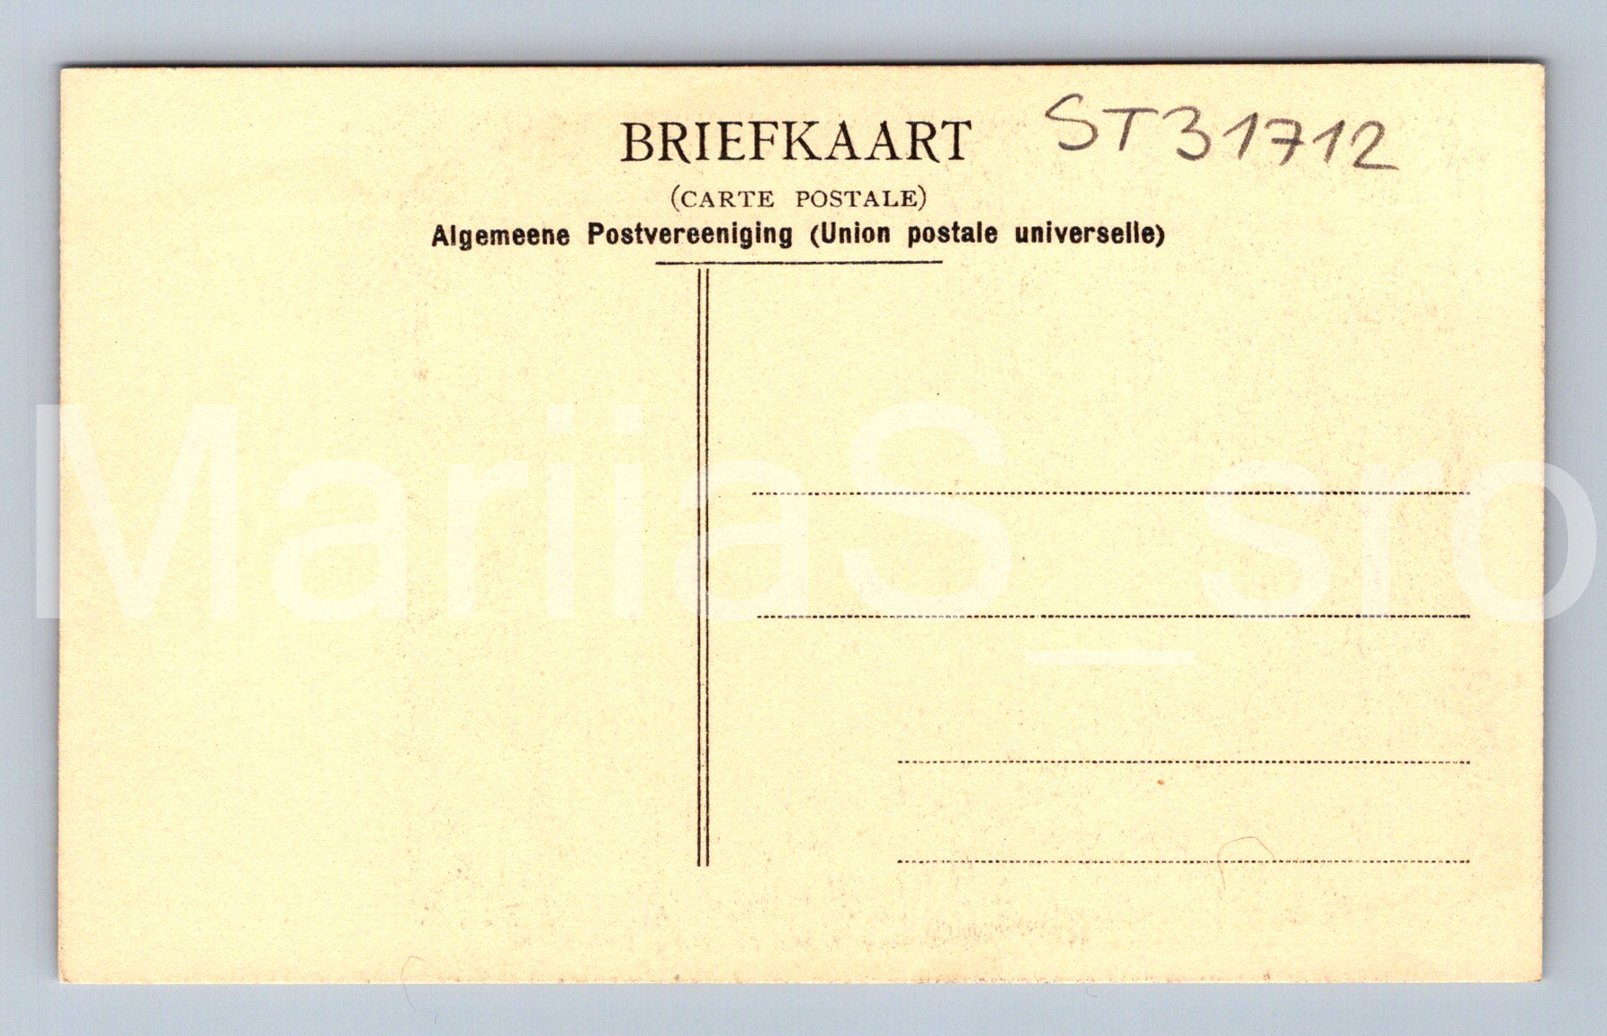 BRIEFKAART
ST31712
(CARTE POSTALE)
Algemeene Postvereeniging (Union postale universelle)
MariiaS_sro